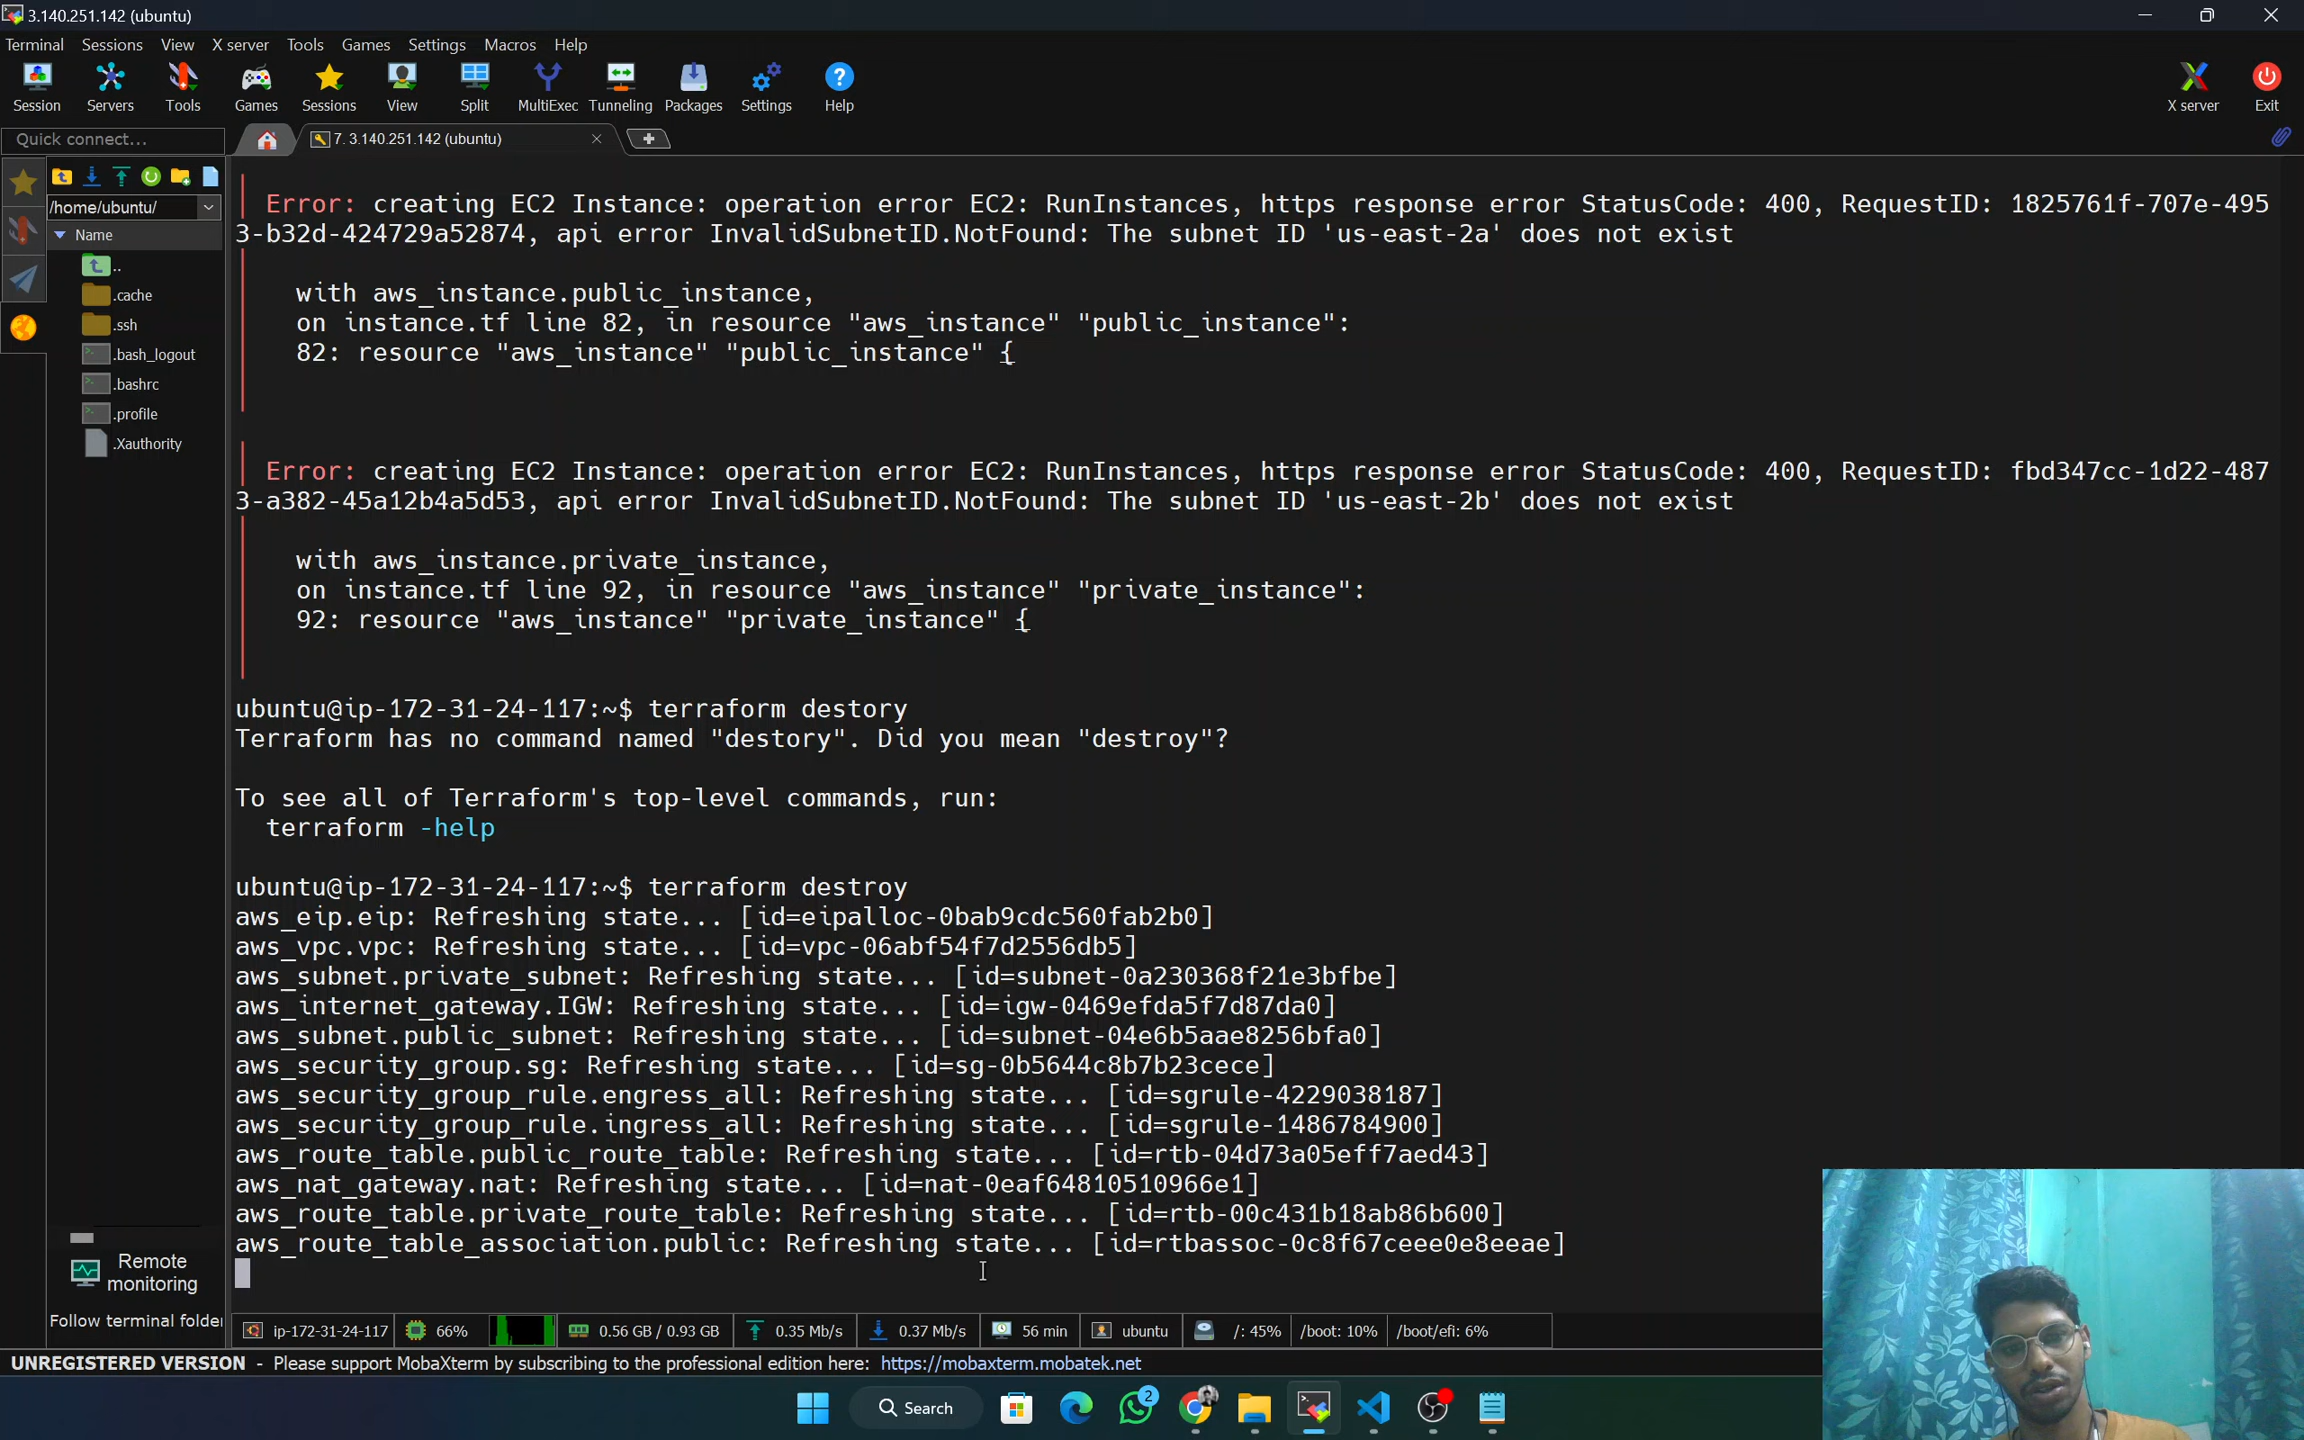 3.140.251.142 (ubuntu)
Terminal Sessions View X server Tools Games Settings Macros Help
Session Servers Tools Games Sessions View Split MultiExec Tunneling Packages Settings Help X server Exit
Quick connect...
7. 3.140.251.142 (ubuntu)
/home/ubuntu/
Name
..
.cache
.ssh
.bash_logout
.bashrc
.profile
.Xauthority
Error: creating EC2 Instance: operation error EC2: RunInstances, https response error StatusCode: 400, RequestID: 1825761f-707e-495
3-b32d-424729a52874, api error InvalidSubnetID.NotFound: The subnet ID 'us-east-2a' does not exist
with aws_instance.public_instance,
on instance.tf line 82, in resource "aws_instance" "public_instance":
82: resource "aws_instance" "public_instance" {
Error: creating EC2 Instance: operation error EC2: RunInstances, https response error StatusCode: 400, RequestID: fbd347cc-1d22-487
3-a382-45a12b4a5d53, api error InvalidSubnetID.NotFound: The subnet ID 'us-east-2b' does not exist
with aws_instance.private_instance,
on instance.tf line 92, in resource "aws_instance" "private_instance":
92: resource "aws_instance" "private_instance" {
ubuntu@ip-172-31-24-117:~$ terraform destory
Terraform has no command named "destory". Did you mean "destroy"?
To see all of Terraform's top-level commands, run:
terraform -help
ubuntu@ip-172-31-24-117:~$ terraform destroy
aws_eip.eip: Refreshing state... [id=eipalloc-0bab9cdc560fab2b0]
aws_vpc.vpc: Refreshing state... [id=vpc-06abf54f7d2556db5]
aws_subnet.private_subnet: Refreshing state... [id=subnet-0a230368f21e3bfbe]
aws_internet_gateway.IGW: Refreshing state... [id=igw-0469efda5f7d87da0]
aws_subnet.public_subnet: Refreshing state... [id=subnet-04e6b5aae8256bfa0]
aws_security_group.sg: Refreshing state... [id=sg-0b5644c8b7b23cece]
aws_security_group_rule.engress_all: Refreshing state... [id=sgrule-4229038187]
aws_security_group_rule.ingress_all: Refreshing state... [id=sgrule-1486784900]
aws_route_table.public_route_table: Refreshing state... [id=rtb-04d73a05eff7aed43]
aws_nat_gateway.nat: Refreshing state... [id=nat-0eaf64810510966e1]
aws_route_table.private_route_table: Refreshing state... [id=rtb-00c431b18ab86b600]
aws_route_table_association.public: Refreshing state... [id=rtbassoc-0c8f67ceee0e8eeae]
Remote
monitoring
Follow terminal folder
ip-172-31-24-117 66% 0.56 GB / 0.93 GB 0.35 Mb/s 0.37 Mb/s 56 min ubuntu /: 45% /boot: 10% /boot/efi: 6%
UNREGISTERED VERSION - Please support MobaXterm by subscribing to the professional edition here: https://mobaxterm.mobatek.net
Search
2